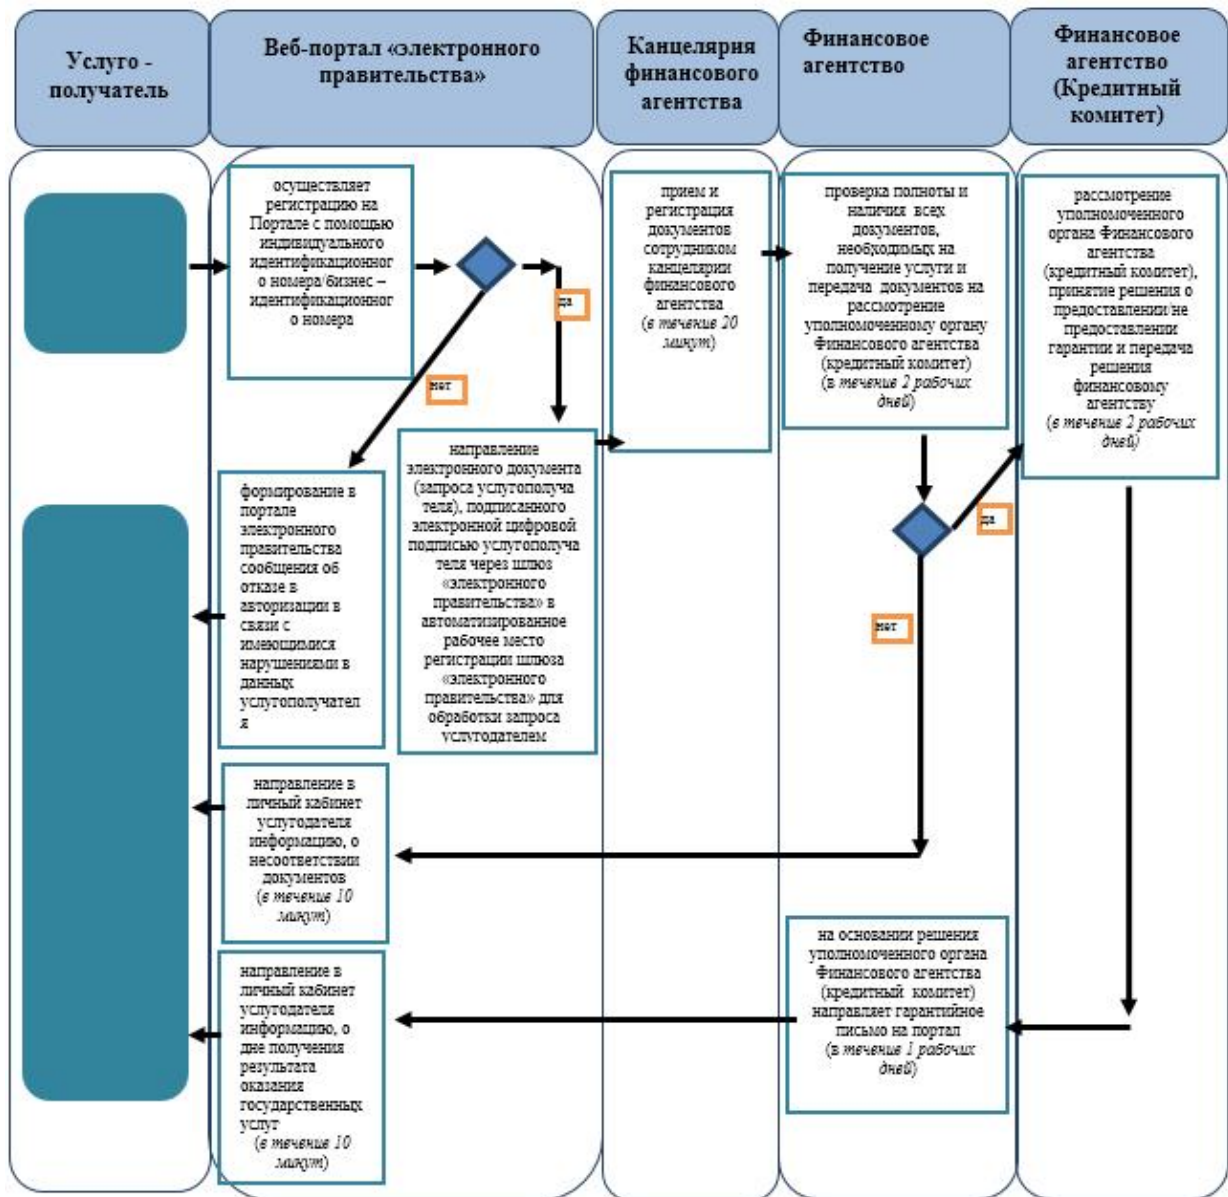 Услуго -
получатель
Веб-портал «электронного
правительства»
Канцелярия
финансового
агентства
Финансовое
агентство
Финансовое
агентство
(Кредитный
комитет)
осуществляет
регистрацию на
Портале с помощью
индивидуального
идентификационног
о номера/бизнес –
идентификационног
о номера
да
нет
прием и
регистрация
документов
сотрудником
канцелярии
финансового
агентства
(в течение 20
минут)
проверка полноты и
наличия всех
документов,
необходимых на
получение услуги и
передача документов на
рассмотрение
уполномоченному органу
Финансового агентства
(кредитный комитет)
(в течение 2 рабочих
дней)
рассмотрение
уполномоченного
органа Финансового
агентства
(кредитный комитет),
принятие решения о
предоставлении/не
предоставлении
гарантии и передача
решения
финансовому
агентству
(в течение 2 рабочих
дней)
формирование в
портале
электронного
правительства
сообщения об
отказе в
авторизации в
связи с
имеющимися
нарушениями в
данных
услугополучател
я
направление
электронного документа
(запроса услугополуча
теля), подписанного
электронной цифровой
подписью услугополуча
теля через шлюз
«электронного
правительства» в
автоматизированное
рабочее место
регистрации шлюза
«электронного
правительства» для
обработки запроса
услугодателем
да
нет
направление в
личный кабинет
услугодателя
информацию, о
несоответствии
документов
(в течение 10
минут)
на основании решения
уполномоченного органа
Финансового агентства
(кредитный комитет)
направляет гарантийное
письмо на портал
(в течение 1 рабочих
дней)
направление в
личный кабинет
услугодателя
информацию, о
дне получения
результата
оказания
государственных
услуг
(в течение 10
минут)